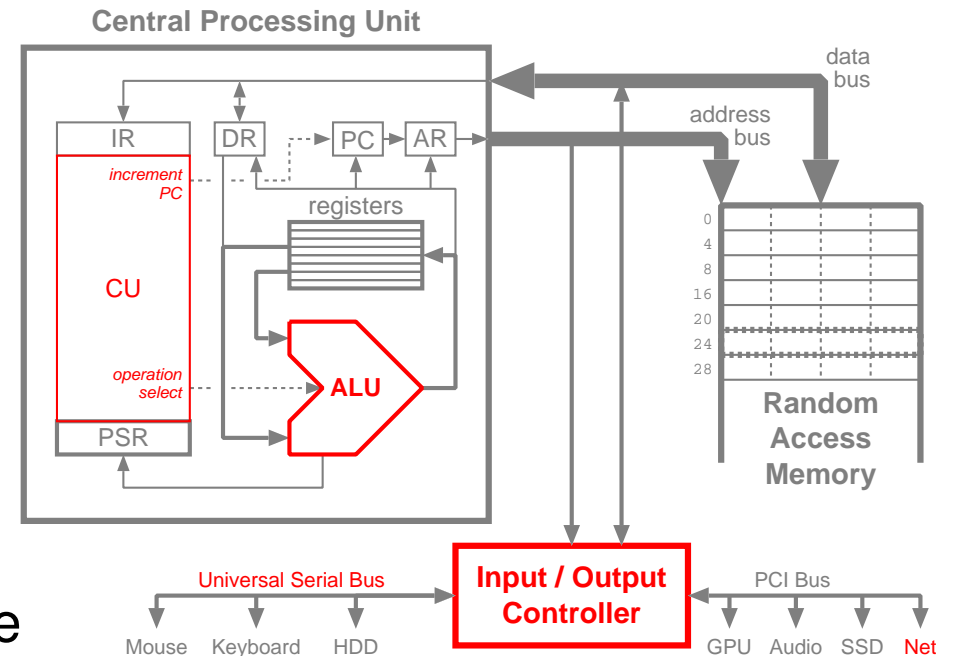 Central Processing Unit
data
bus
address
bus
IR
DR
PC
AR
increment
PC
registers
CU
operation
select
ALU
PSR
0
4
8
16
20
24
28
Random
Access
Memory
Universal Serial Bus
Input / Output
Controller
PCI Bus
e
Mouse
Keyboard
HDD
GPU
Audio
SSD
Net